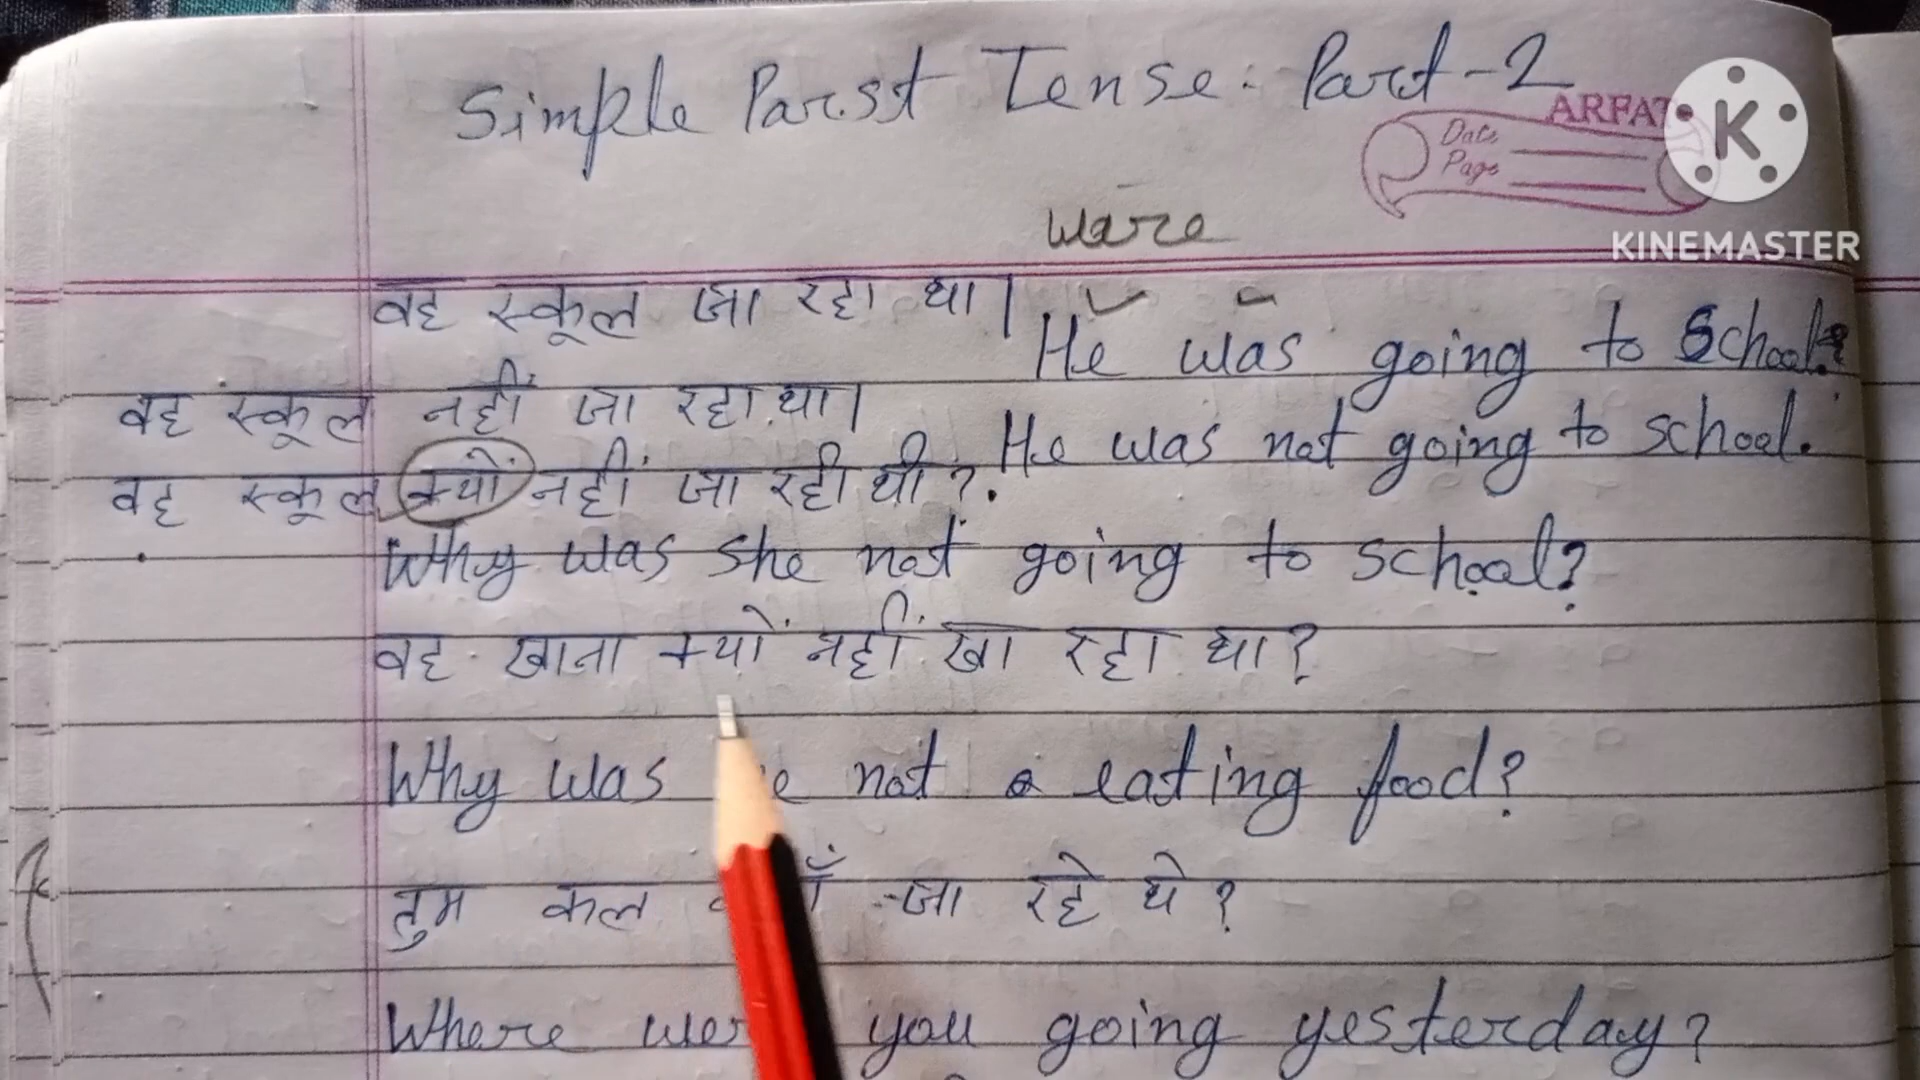 Simple Past Tense. Part-2
ARFAT
Date
Page
KINEMASTER
were
वह स्कूल जा रहा था।
He was going to School.
वह स्कूल नहीं जा रहा था।
He was not going to school.
वह स्कूल क्यों नहीं जा रही थी?
Why was she not going to school?
वह खाना क्यों नहीं खा रहा था?
Why was not eating food?
तुम कल जा रहे थे?
Where you going yesterday?